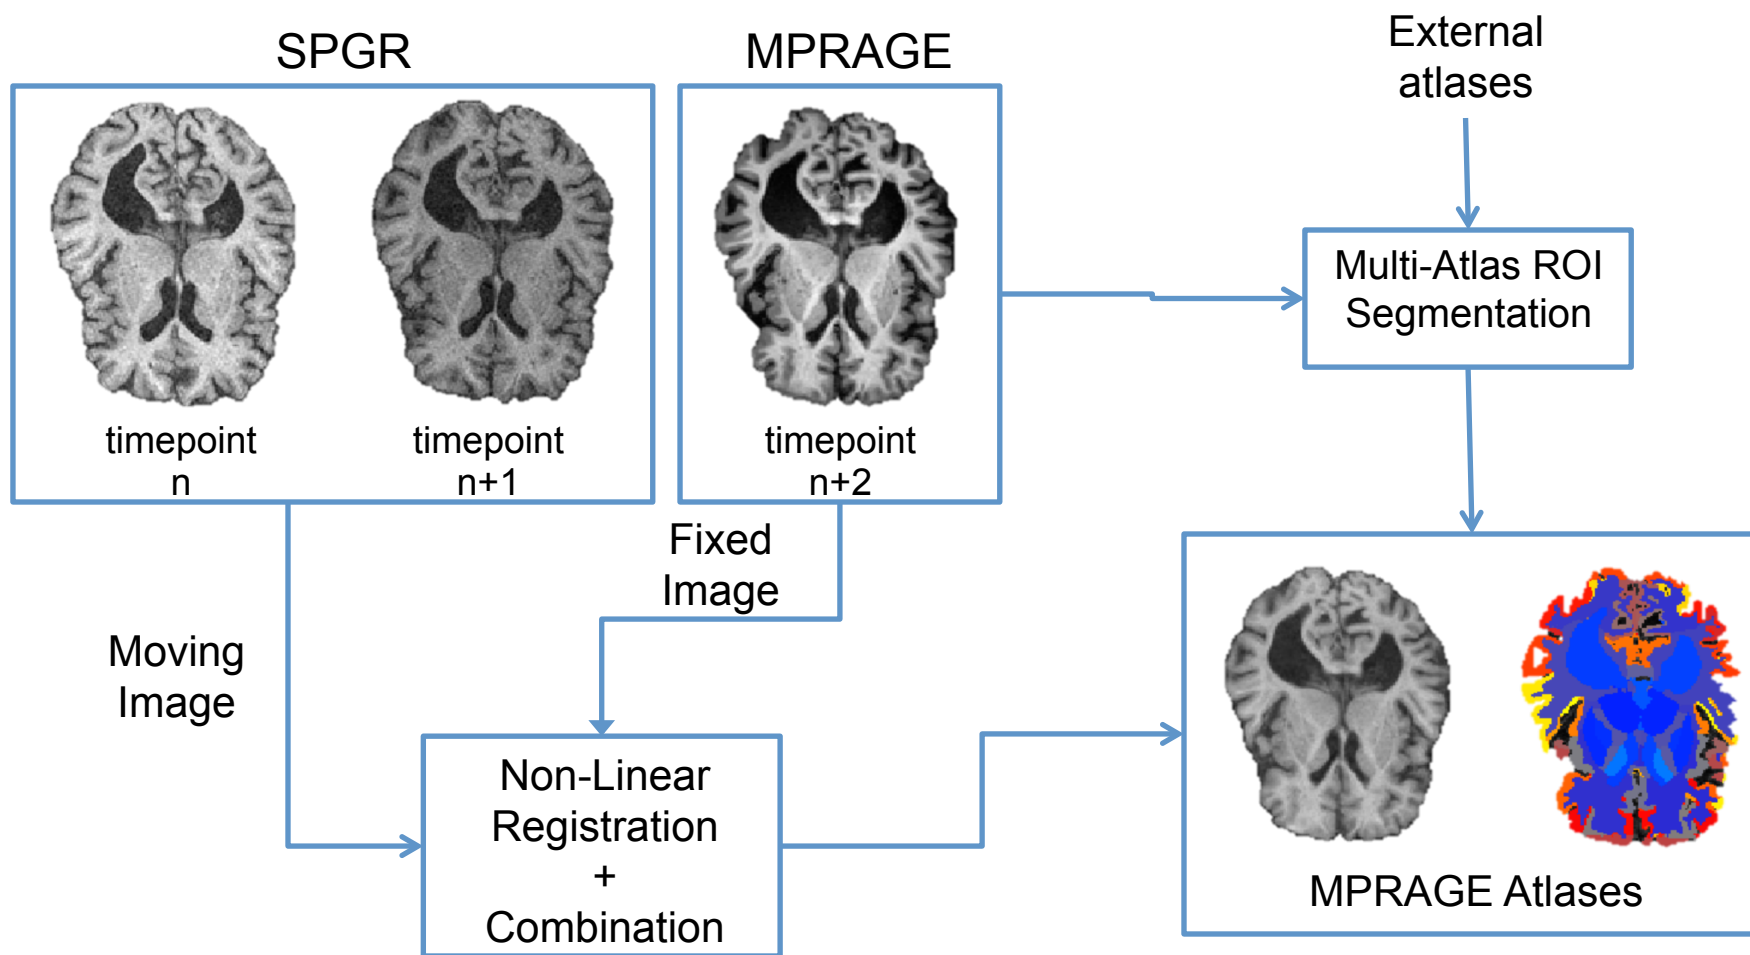 SPGR
MPRAGE
External
atlases
timepoint
n
timepoint
n+1
timepoint
n+2
Multi-Atlas ROI
Segmentation
Fixed
Image
Moving
Image
Non-Linear
Registration
+
Combination
MPRAGE Atlases